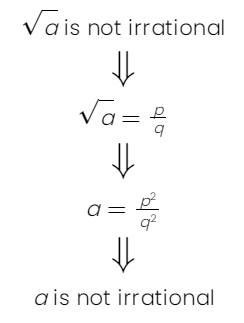 √a is not irrational
⇓
√a = p/q
⇓
a = p²/q²
⇓
a is not irrational